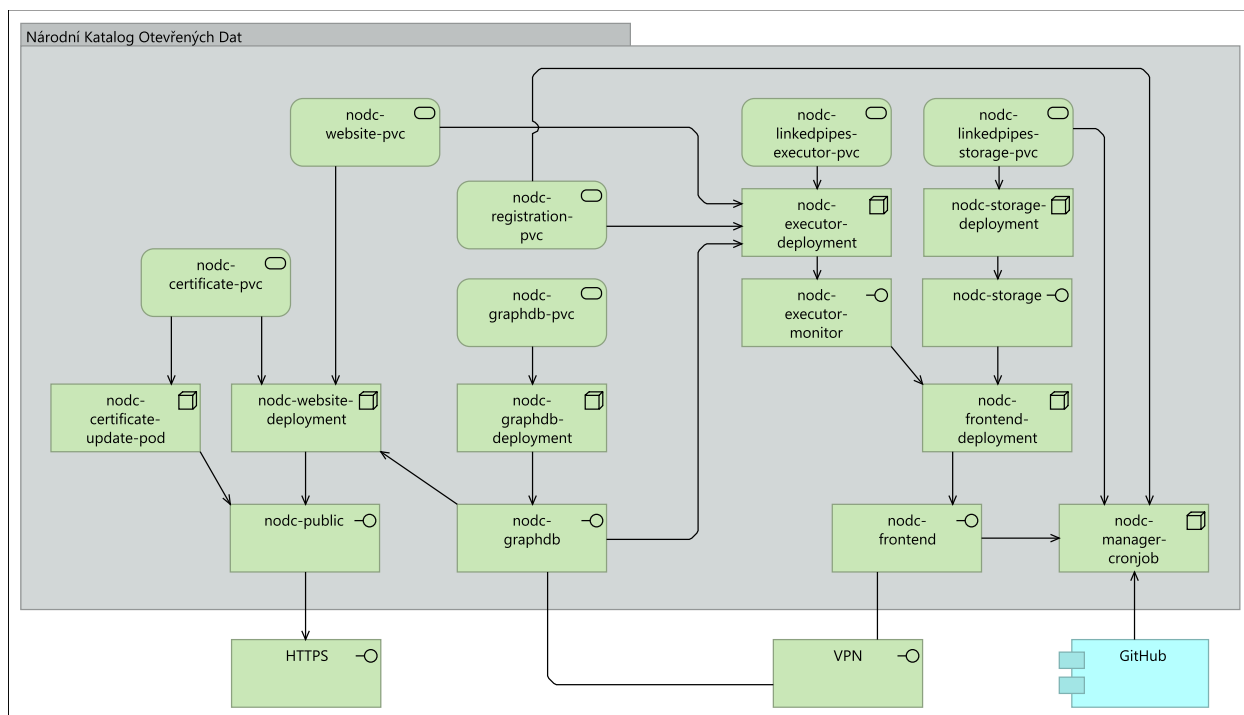 Národní Katalog Otevřených Dat
nodc-
website-pvc
nodc-
linkedpipes-
executor-pvc
nodc-
linkedpipes-
storage-pvc
nodc-
registration-
pvc
nodc-
executor-
deployment
nodc-storage-
deployment
nodc-
certificate-pvc
nodc-
graphdb-pvc
nodc-
executor-
monitor
nodc-storage
nodc-
certificate-
update-pod
nodc-website-
deployment
nodc-
graphdb-
deployment
nodc-
frontend-
deployment
nodc-public
nodc-
graphdb
nodc-
frontend
nodc-
manager-
cronjob
HTTPS
VPN
GitHub